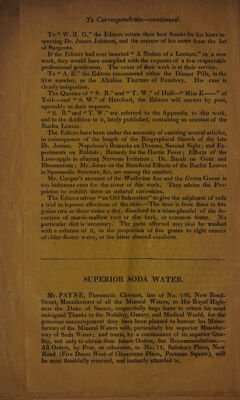 To Correspondents—continued.
To “ W. H. G.” the Editors return their best thanks for his hints respecting
Dr. James Johnson, and the erasure of his name from the list
of Surgeons.
If the Editors had ever inserted “ A Notice of a Lecture,” or a new
work, they would have complied with the requests of a few respectable
professional gentlemen. The cover of their work is at their service.
To “ A. B.” the Editors recommend either the Dinner Pills, in the
91st number, or the Alkaline Tincture of Fumitory. His case is
clearly indigestion.
The Queries of “ S. B.” and “ T. W.” of Hull—“ Miss K——” of
York—and “ S. W.” of Hereford, the Editors will answer by post,
agreeably to their requests.
“ S. B.” and “ T. W.” are referred to the Appendix to this work,
and to the Addition to it, lately published, containing an account of the
Buchu Leaves.
The Editors have been under the necessity of omitting several articles,
in consequence of the length of the Biographical Sketch of the late
Dr. Jenner. Napoleon's Remarks on Dreams, Second Sight; and Experiments
on Rabbits; Remedy for the Hectic Fever; Effects of the
Love-apple in allaying Nervous Irritation; Dr. Sarah on Gout and
Rheumatism; Mr. Jones on the Beneficial Effects of the Buchu Leaves
in Spasmodic Stricture, &c. are among the number.
Mr. Cooper's account of the Wallerian Ass and the Green Goose is
too ludicrous even for the cover of this work. They advise the Proprietor
to exhibit them as natural curiosities.
The Editors advise “ an Old Subscriber” to give the sulphuret of soda
a trial in leprous affections of the skin.—The dose is from three to five
grains two or three times a day, dissolved in a wine-glassful of the decoction
of marsh-mallow root or elm bark, or common water. No
particular diet is necessary. The parts affected may also be washed
with a solution of it, in the proportion of five grains to eight ounces
of elder-flower water, or the bitter almond emulsion.
SUPERIOR SODA WATER.
Mr. PAYNE, Pneumatic Chemist, late of No. 136, New Bond-
Street, Manufacturer of all the Mineral Waters, to His Royal Highness
the Duke of Sussex, respectfully begs leave to return his most
unfeigned Thanks to the Nobility, Gentry, and Medical World, for the
generous encouragement they have been pleased to honour his Manufactory
of the Mineral Waters with, particularly his superior Manufactory
of Soda Water; and trusts, by a continuance of its superior Quality,
not only to obtain their future Orders, but Recommendations.—
All Orders, by Post, or otherwise, to No. 11, Salisbury Place, New
Road (Five Doors West of Gloucester Place, Portman Square), will
be most thankfully received, and instantly attended to.